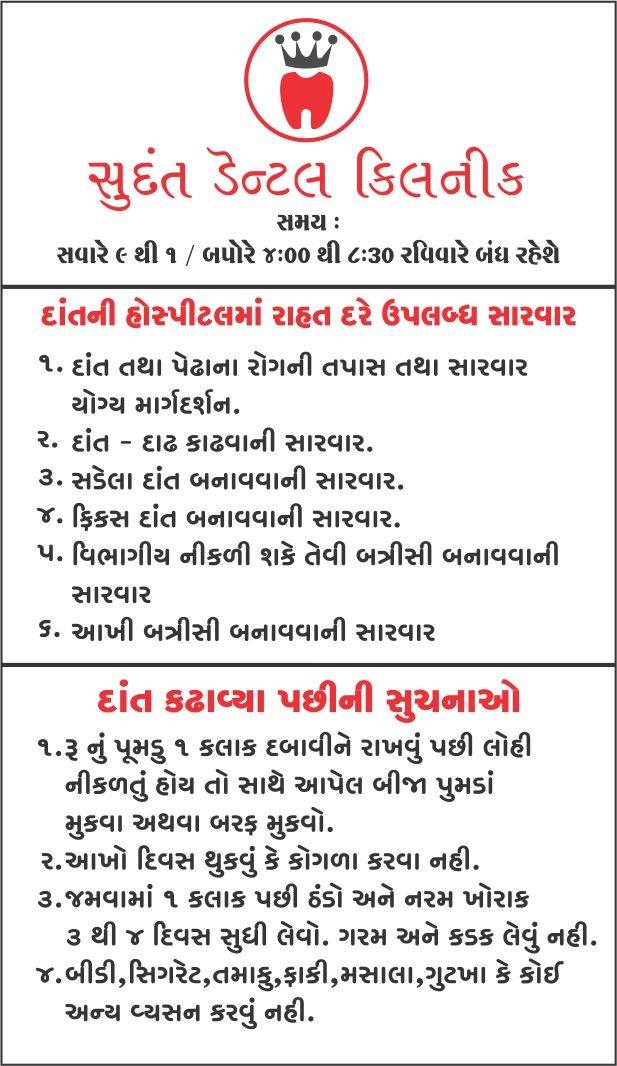 સુદંત ડેન્ટલ કિલનીક
સમય :
સવારે ૯ થી ૧ / બપોરે ૪:00 થી ૮:30 રવિવારે બંધ રહેશે
દાંતની હોસ્પીટલમાં રાહત દરે ઉપલબ્ધ સારવાર
૧. દાંત તથા પેઢાના રોગની તપાસ તથા સારવાર
યોગ્ય માર્ગદર્શન.
૨. દાંત - દાઢ કાઢવાની સારવાર.
૩. સડેલા દાંત બનાવવાની સારવાર.
૪. ફિકસ દાંત બનાવવાની સારવાર.
૫. વિભાગીય નીકળી શકે તેવી બત્રીસી બનાવવાની
સારવાર
૬. આખી બત્રીસી બનાવવાની સારવાર
દાંત કઢાવ્યા પછીની સુચનાઓ
૧.રૂ નું પૂમડુ ૧ કલાક દબાવીને રાખવું પછી લોહી
નીકળતું હોય તો સાથે આપેલ બીજા પુમડાં
મુકવા અથવા બરફ મુકવો.
૨.આખો દિવસ થુકવું કે કોગળા કરવા નહી.
૩.જમવામાં ૧ કલાક પછી ઠંડો અને નરમ ખોરાક
૩ થી ૪ દિવસ સુધી લેવો. ગરમ અને કડક લેવું નહી.
૪.બીડી,સિગરેટ,તમાકુ,ફાકી,મસાલા,ગુટખા કે કોઈ
અન્ય વ્યસન કરવું નહી.